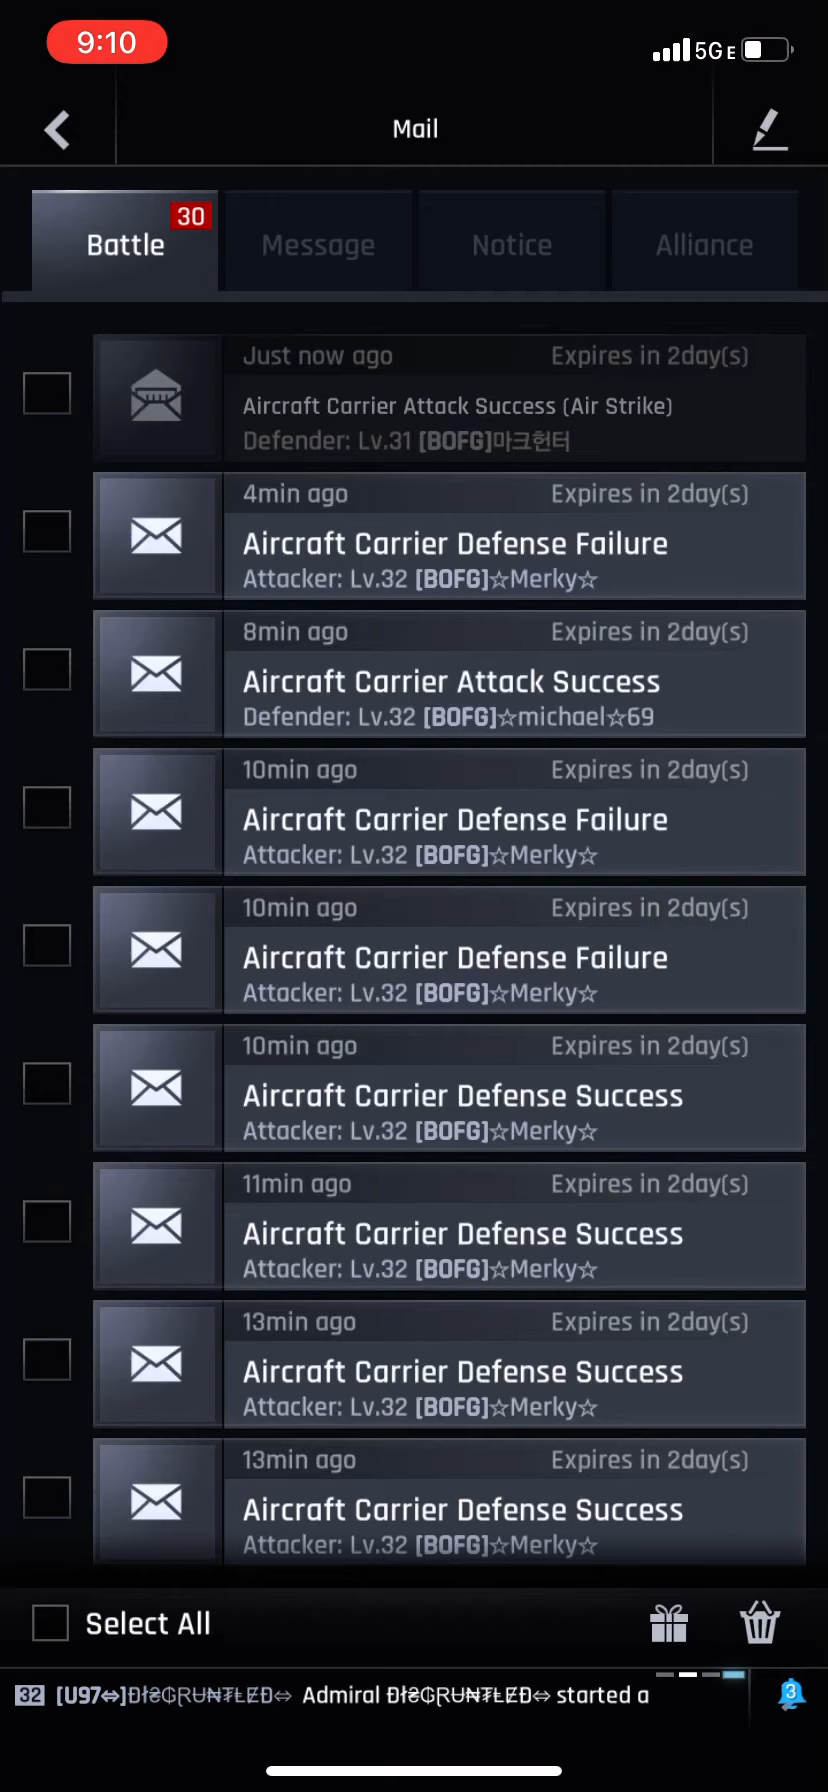 9:10
5GE
Mail
Battle 30 Message Notice Alliance
Just now ago Expires in 2day(s)
Aircraft Carrier Attack Success (Air Strike)
Defender: Lv.31 [BOFG]마크헌터
4min ago Expires in 2day(s)
Aircraft Carrier Defense Failure
Attacker: Lv.32 [BOFG]☆Merky☆
8min ago Expires in 2day(s)
Aircraft Carrier Attack Success
Defender: Lv.32 [BOFG]☆michael☆69
10min ago Expires in 2day(s)
Aircraft Carrier Defense Failure
Attacker: Lv.32 [BOFG]☆Merky☆
10min ago Expires in 2day(s)
Aircraft Carrier Defense Failure
Attacker: Lv.32 [BOFG]☆Merky☆
10min ago Expires in 2day(s)
Aircraft Carrier Defense Success
Attacker: Lv.32 [BOFG]☆Merky☆
11min ago Expires in 2day(s)
Aircraft Carrier Defense Success
Attacker: Lv.32 [BOFG]☆Merky☆
13min ago Expires in 2day(s)
Aircraft Carrier Defense Success
Attacker: Lv.32 [BOFG]☆Merky☆
13min ago Expires in 2day(s)
Aircraft Carrier Defense Success
Attacker: Lv.32 [BOFG]☆Merky☆
Select All
32 [U97⇔] Admiral started a 3